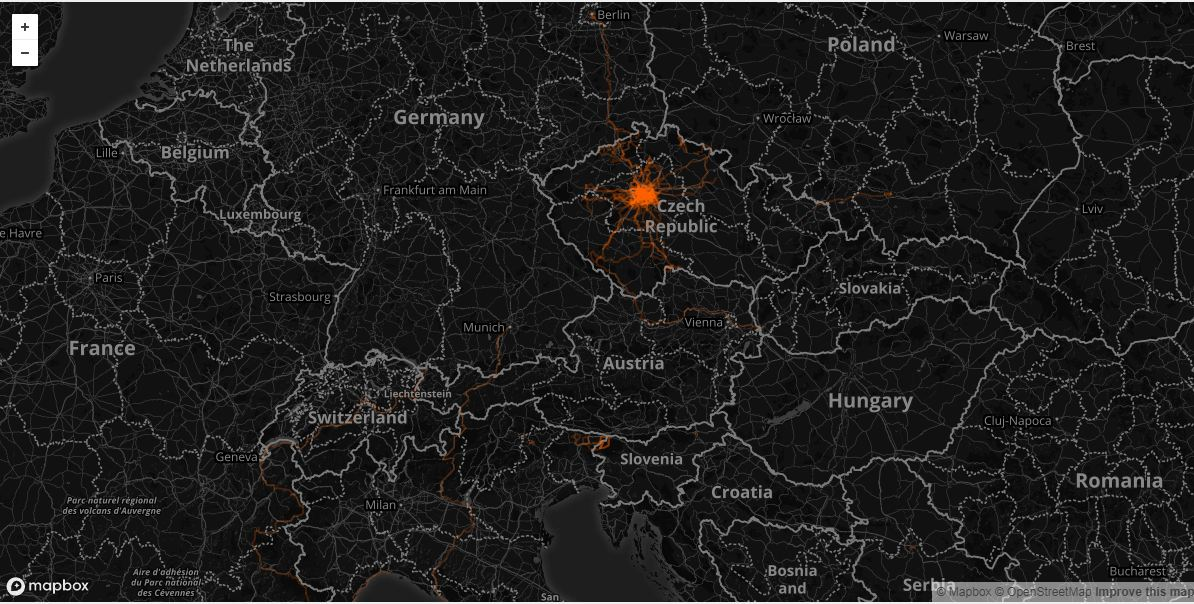 +
−
Berlin
The
Netherlands
Poland
Warsaw
Brest
Germany
Wrocław
Lille
Belgium
Frankfurt am Main
Luxembourg
Czech
Republic
Lviv
e Havre
Paris
Strasbourg
Slovakia
Munich
Vienna
France
Austria
Liechtenstein
Switzerland
Hungary
Cluj-Napoca
Geneva
Slovenia
Romania
Croatia
Parc naturel régional
des volcans d'Auvergne
Milan
Aire d'adhésion
du Parc national
des Cévennes
Bosnia
and
Bucharest
Serbia
San
mapbox
© Mapbox © OpenStreetMap Improve this map